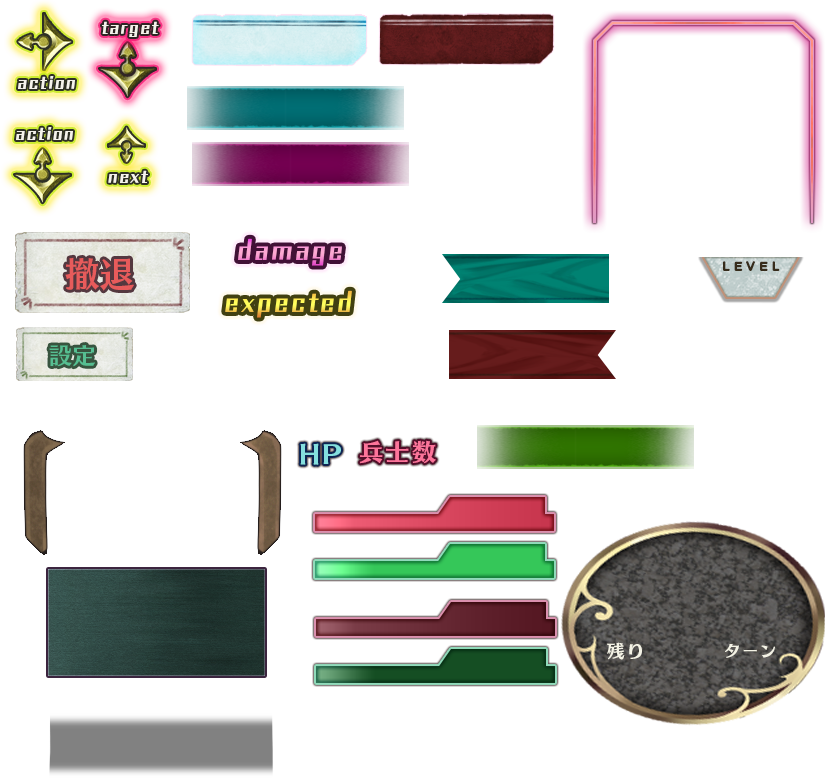 target
action
action
next
撤退
damage
expected
LEVEL
設定
HP
兵士数
残り
ターン